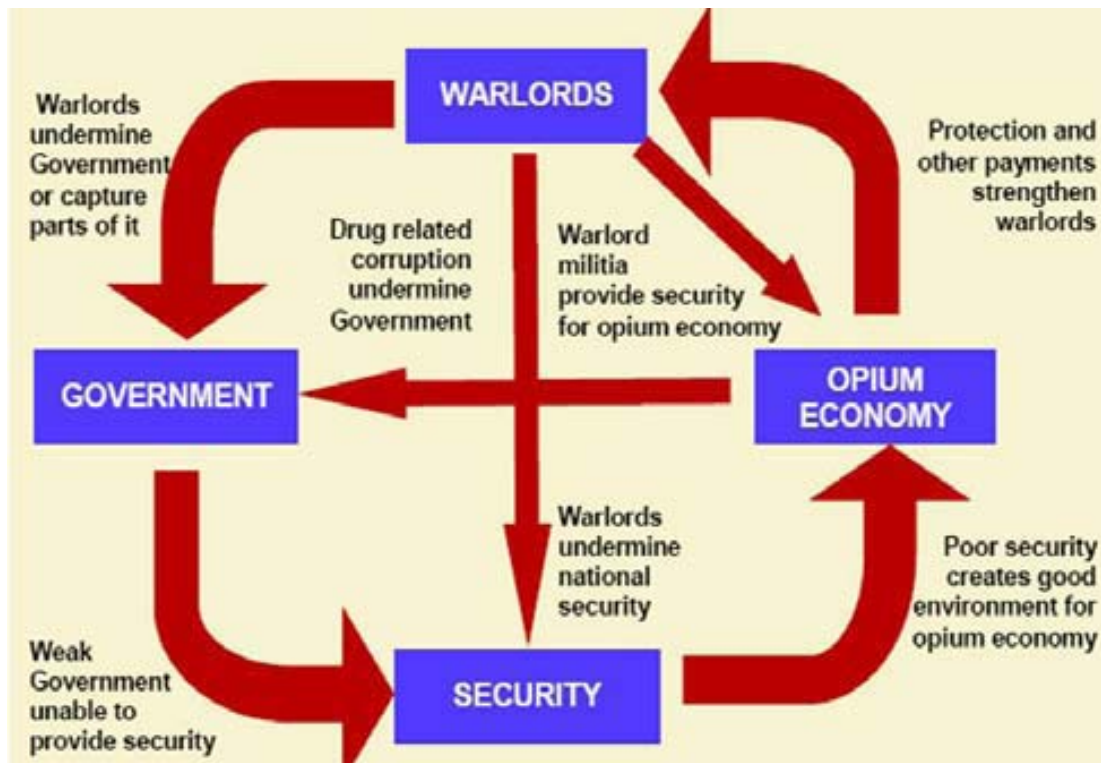 WARLORDS
Warlords
undermine
Government
or capture
parts of it
Protection and
other payments
strengthen
warlords
Drug related
corruption
undermine
Government
Warlord
militia
provide security
for opium economy
GOVERNMENT
OPIUM
ECONOMY
Warlords
undermine
national
security
Poor security
creates good
environment for
opium economy
Weak
Government
unable to
provide security
SECURITY